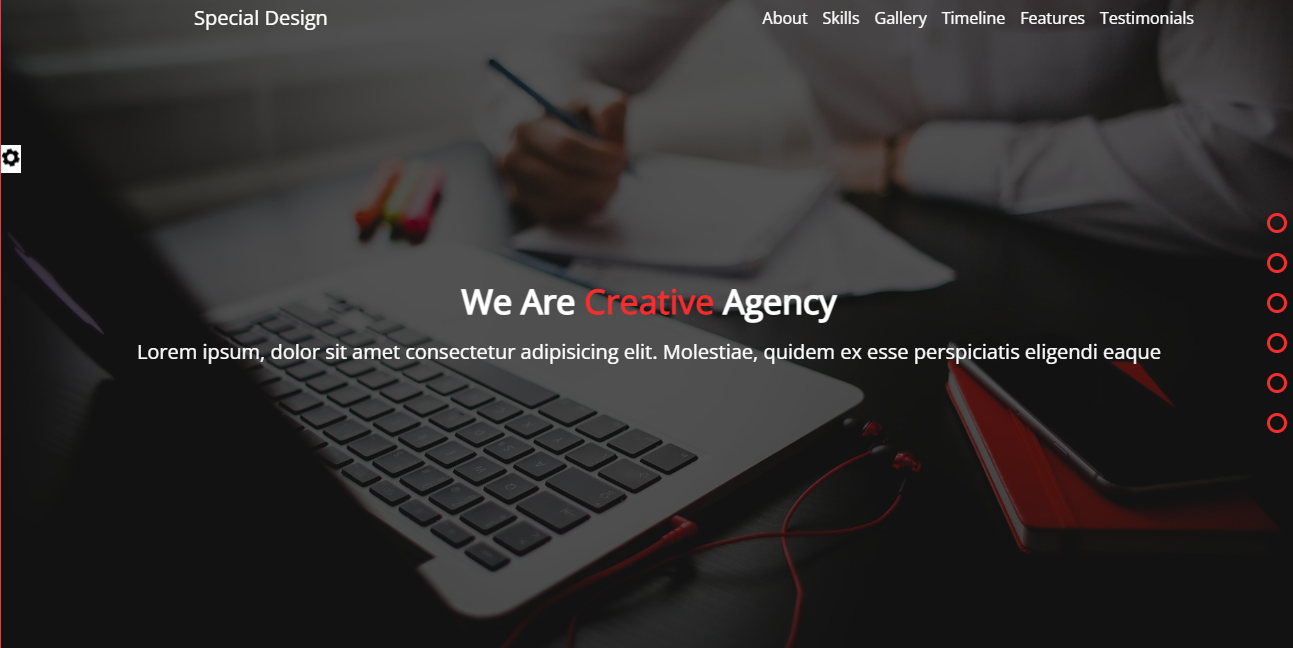 Special Design
About Skills Gallery Timeline Features Testimonials
We Are Creative Agency
Lorem ipsum, dolor sit amet consectetur adipisicing elit. Molestiae, quidem ex esse perspiciatis eligendi eaque